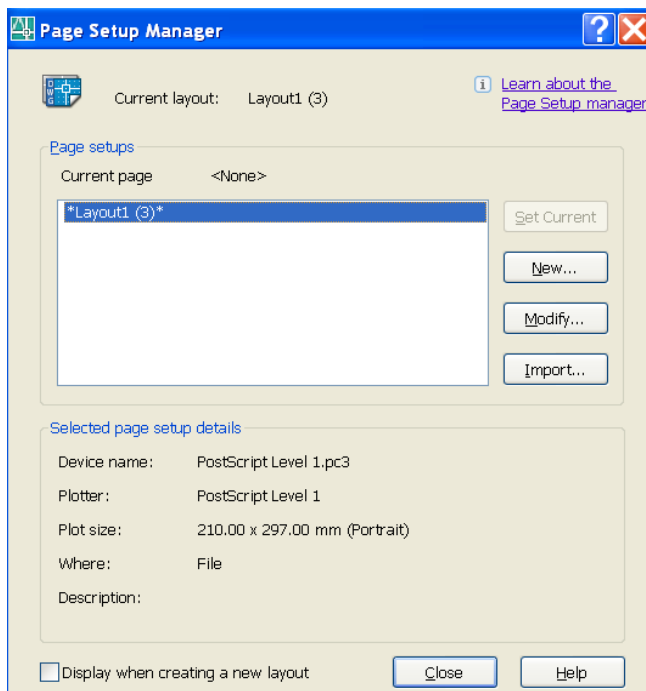 Page Setup Manager
Current layout: Layout1 (3)
Learn about the
Page Setup manager
Page setups
Current page <None>
*Layout1 (3)*
Set Current
New...
Modify...
Import...
Selected page setup details
Device name: PostScript Level 1.pc3
Plotter: PostScript Level 1
Plot size: 210.00 x 297.00 mm (Portrait)
Where: File
Description:
Display when creating a new layout
Close
Help